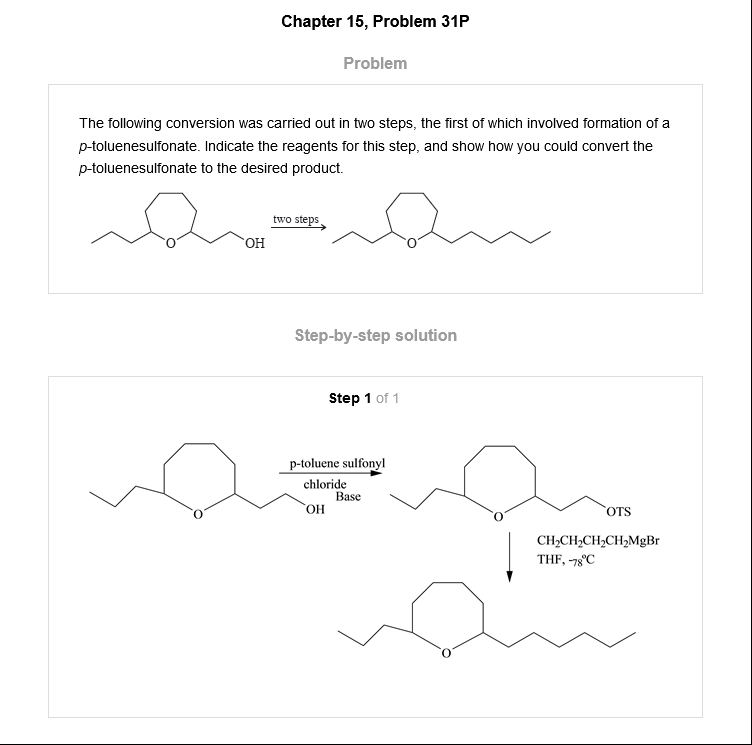 Chapter 15, Problem 31P
Problem
The following conversion was carried out in two steps, the first of which involved formation of a
p-toluenesulfonate. Indicate the reagents for this step, and show how you could convert the
p-toluenesulfonate to the desired product.
two steps
O
OH
O
Step-by-step solution
Step 1 of 1
p-toluene sulfonyl
chloride
Base
O
OH
O
OTS
CH₂CH₂CH₂CH₂MgBr
THF, -78°C
O